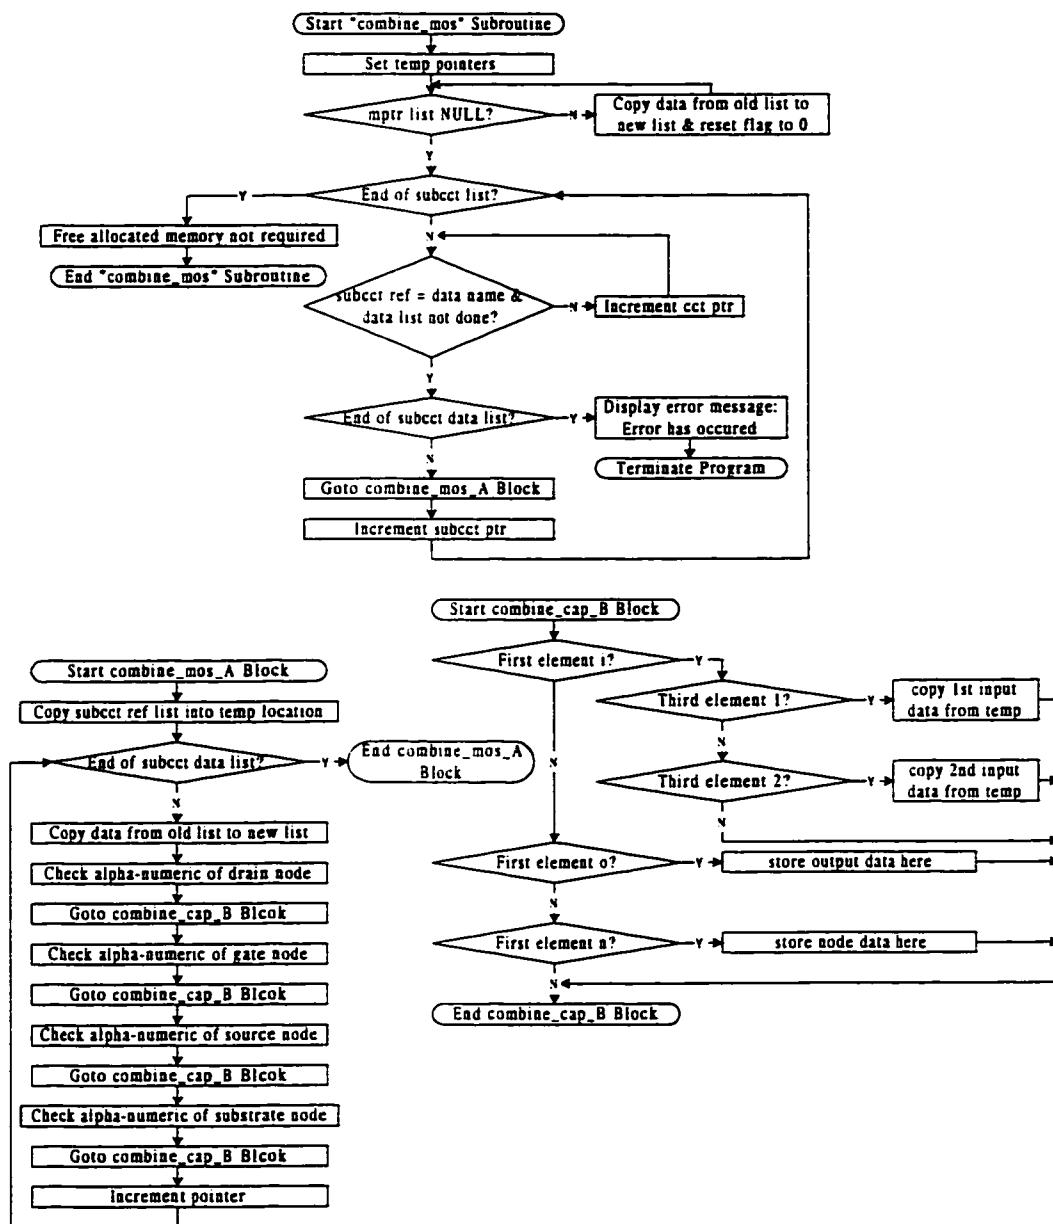 Start "combine_mos" Subroutine
Set temp pointers
mptr list NULL?
N
Copy data from old list to
new list & reset flag to 0
Y
End of subcct list?
Y
Free allocated memory not required
End "combine_mos" Subroutine
N
subcct ref = data name &
data list not done?
N
Increment cct ptr
Y
End of subcct data list?
Y
Display error message:
Error has occured
Terminate Program
N
Goto combine_mos_A Block
Increment subcct ptr
Start combine_mos_A Block
Copy subcct ref list into temp location
End of subcct data list?
Y
End combine_mos_A
Block
N
Copy data from old list to new list
Check alpha-numeric of drain node
Goto combine_cap_B Blcok
Check alpha-numeric of gate node
Goto combine_cap_B Blcok
Check alpha-numeric of source node
Goto combine_cap_B Blcok
Check alpha-numeric of substrate node
Goto combine_cap_B Blcok
Increment pointer
Start combine_cap_B Block
First element i?
Y
Third element 1?
Y
copy 1st input
data from temp
N
Third element 2?
Y
copy 2nd input
data from temp
N
N
First element o?
Y
store output data here
N
First element n?
Y
store node data here
N
End combine_cap_B Block